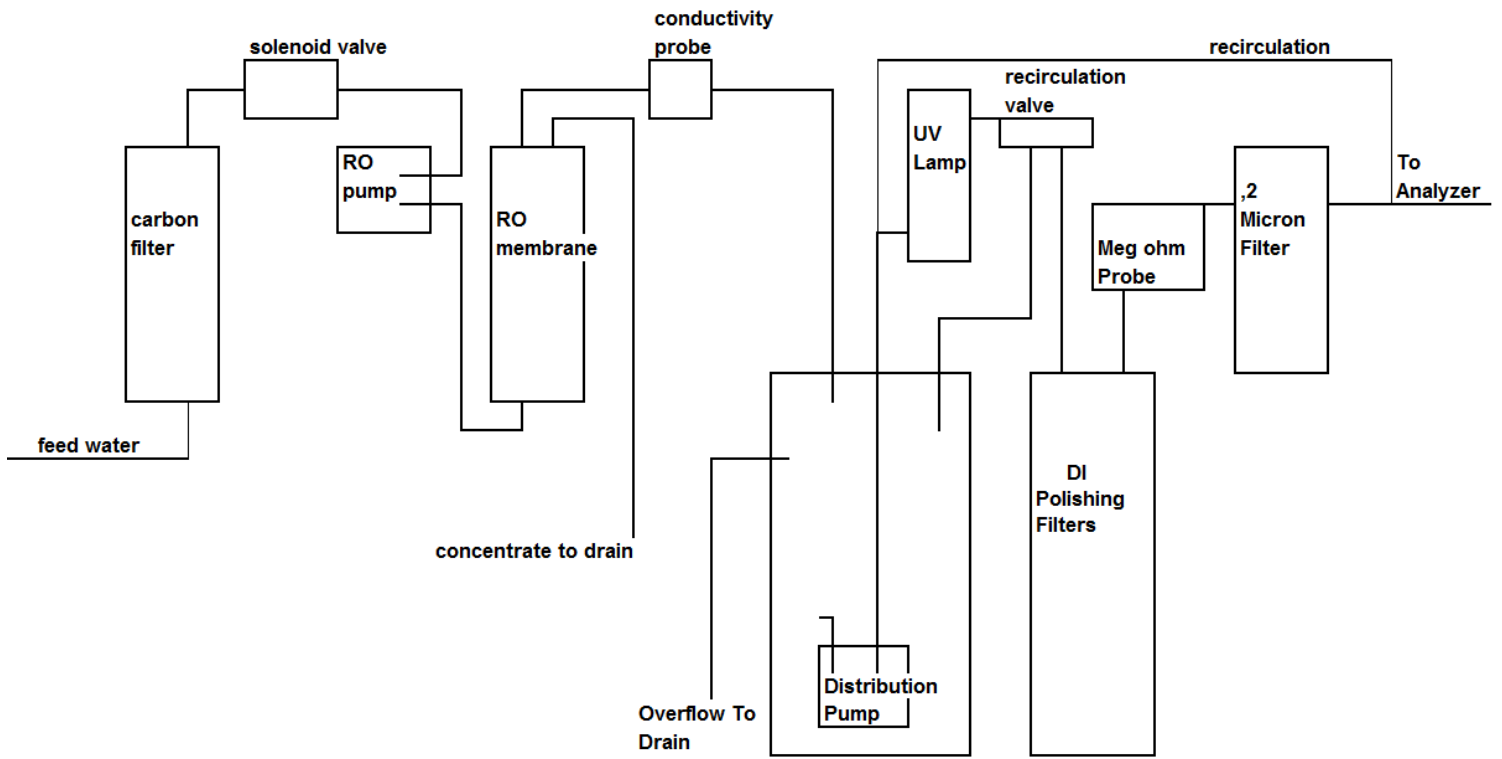 conductivity
probe
solenoid valve
recirculation
recirculation
valve
UV
Lamp
RO
pump
To
Analyzer
carbon
filter
RO
membrane
,2
Micron
Filter
Meg ohm
Probe
feed water
DI
Polishing
Filters
concentrate to drain
Distribution
Pump
Overflow To
Drain